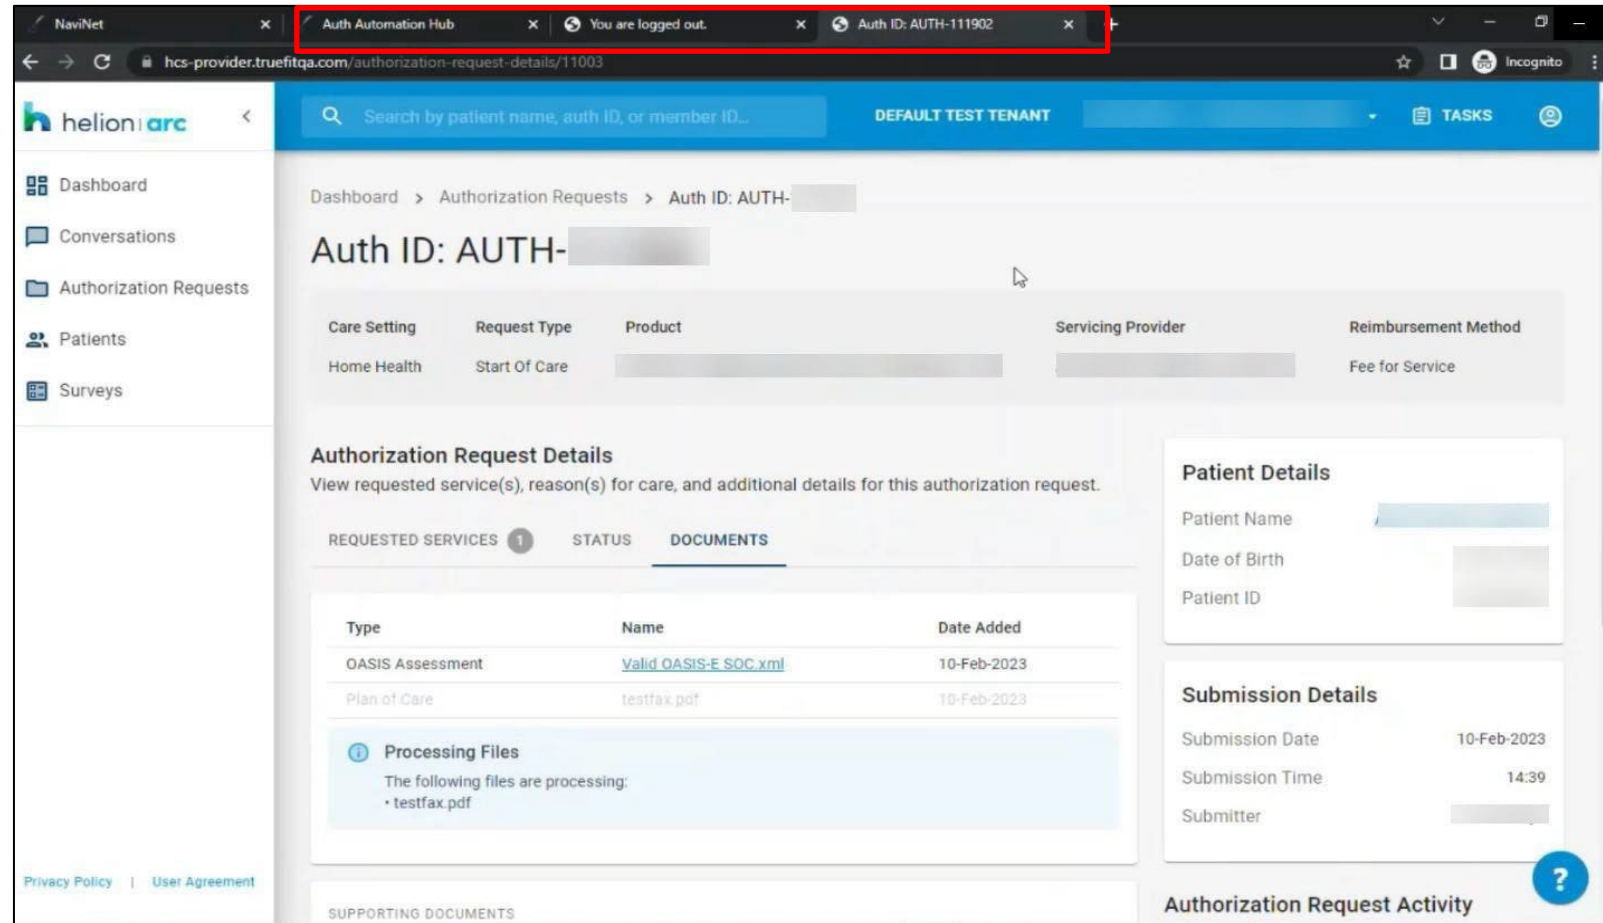 NaviNet
Auth Automation Hub
You are logged out.
Auth ID: AUTH-111902
hcs-provider.truefitqa.com/authorization-request-details/11003
Incognito
helion arc
Search by patient name, auth ID, or member ID...
DEFAULT TEST TENANT
TASKS
Dashboard
Conversations
Authorization Requests
Patients
Surveys
Dashboard > Authorization Requests > Auth ID: AUTH-
Auth ID: AUTH-
Care Setting
Request Type
Product
Servicing Provider
Reimbursement Method
Home Health
Start Of Care
Fee for Service
Authorization Request Details
View requested service(s), reason(s) for care, and additional details for this authorization request.
REQUESTED SERVICES 1
STATUS
DOCUMENTS
Type
Name
Date Added
OASIS Assessment
Valid OASIS-E SOC.xml
10-Feb-2023
Plan of Care
testfax.pdf
10-Feb-2023
Processing Files
The following files are processing:
• testfax.pdf
SUPPORTING DOCUMENTS
Patient Details
Patient Name
Date of Birth
Patient ID
Submission Details
Submission Date 10-Feb-2023
Submission Time 14:39
Submitter
Authorization Request Activity
?
Privacy Policy | User Agreement